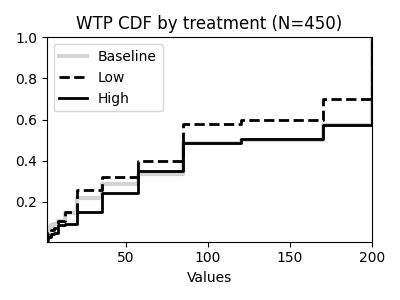 WTP CDF by treatment (N=450)
1.0
0.8
0.6
0.4
0.2
Baseline
Low
High
50 100 150 200
Values